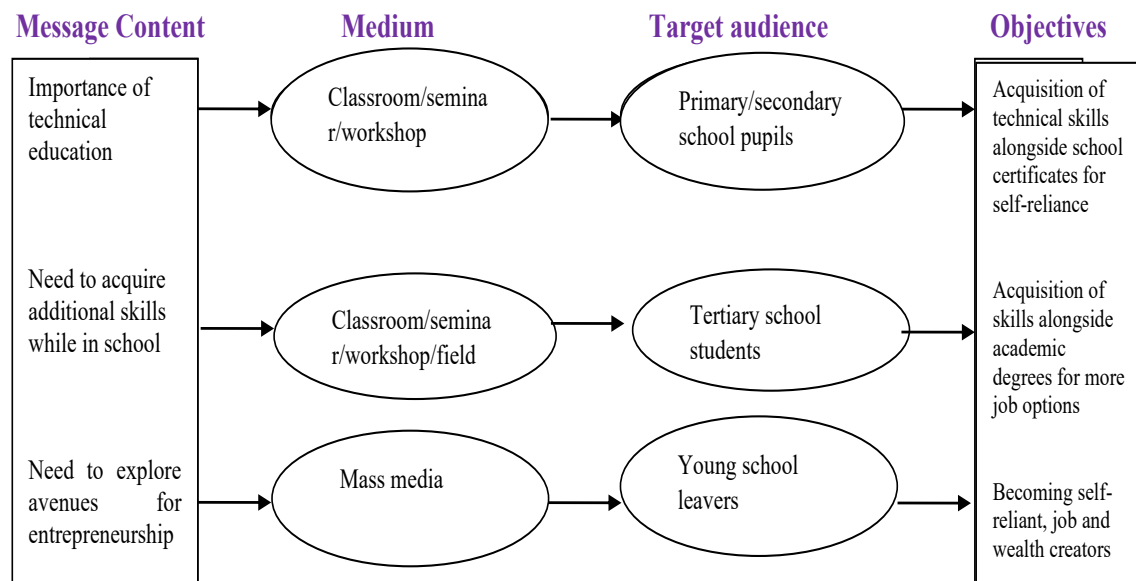 Message Content
Medium
Target audience
Objectives
Importance of
technical
education
Classroom/semina
r/workshop
Primary/secondary
school pupils
Acquisition of
technical skills
alongside school
certificates for
self-reliance
Need to acquire
additional skills
while in school
Classroom/semina
r/workshop/field
Tertiary school
students
Acquisition of
skills alongside
academic
degrees for more
job options
Need to explore
avenues for
entrepreneurship
Mass media
Young school
leavers
Becoming self-
reliant, job and
wealth creators